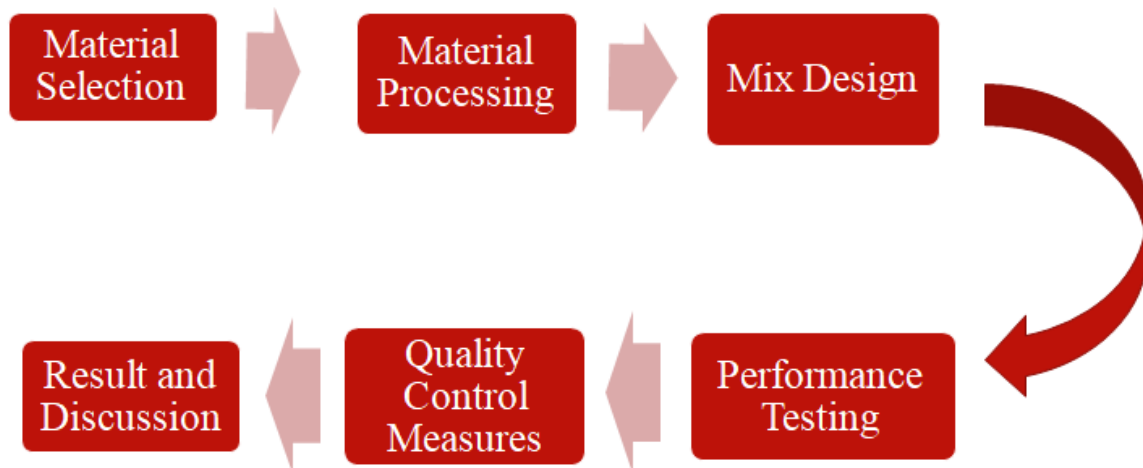 Material
Selection
Material
Processing
Mix Design
Performance
Testing
Quality
Control
Measures
Result and
Discussion